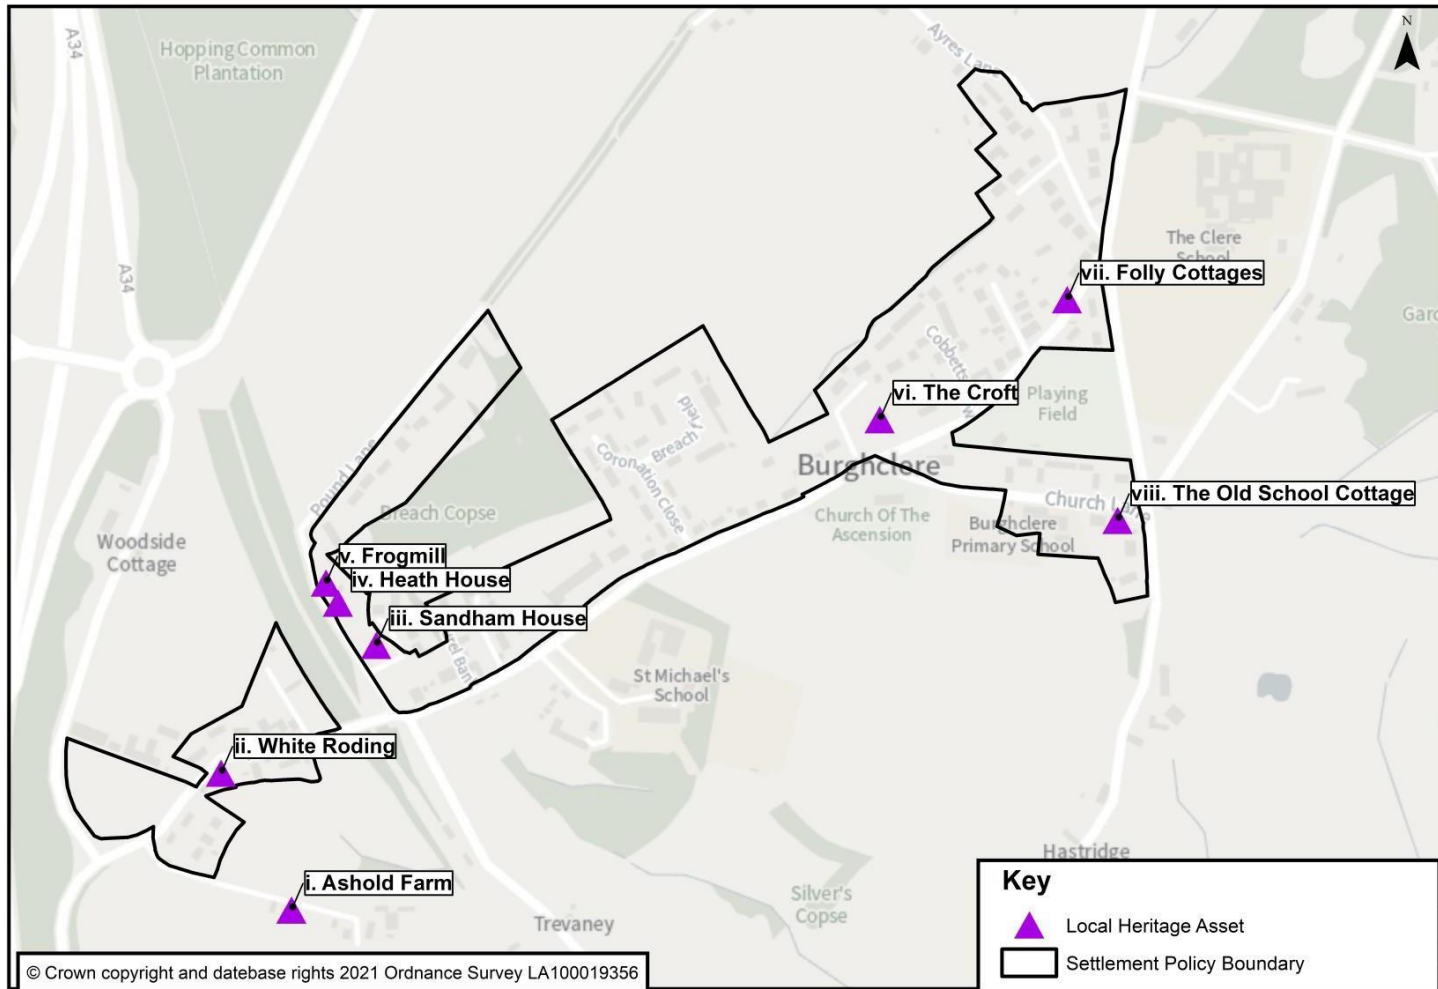 N
A34
Hopping Common
Plantation
Ayres Lane
A34
The Clere
School
vii. Folly Cottages
Cobbetts
Playing
Field
vi. The Croft
Breach Field
Coronation Close
Burghclere
Pound Lane
viii. The Old School Cottage
Church Lane
Breach Copse
Church Of The
Ascension
Burghclere
Primary School
Woodside
Cottage
v. Frogmill
iv. Heath House
iii. Sandham House
St Michael's
School
ii. White Roding
Hastridge
i. Ashold Farm
Silver's
Copse
Trevaney
Key
Local Heritage Asset
Settlement Policy Boundary
© Crown copyright and datebase rights 2021 Ordnance Survey LA100019356